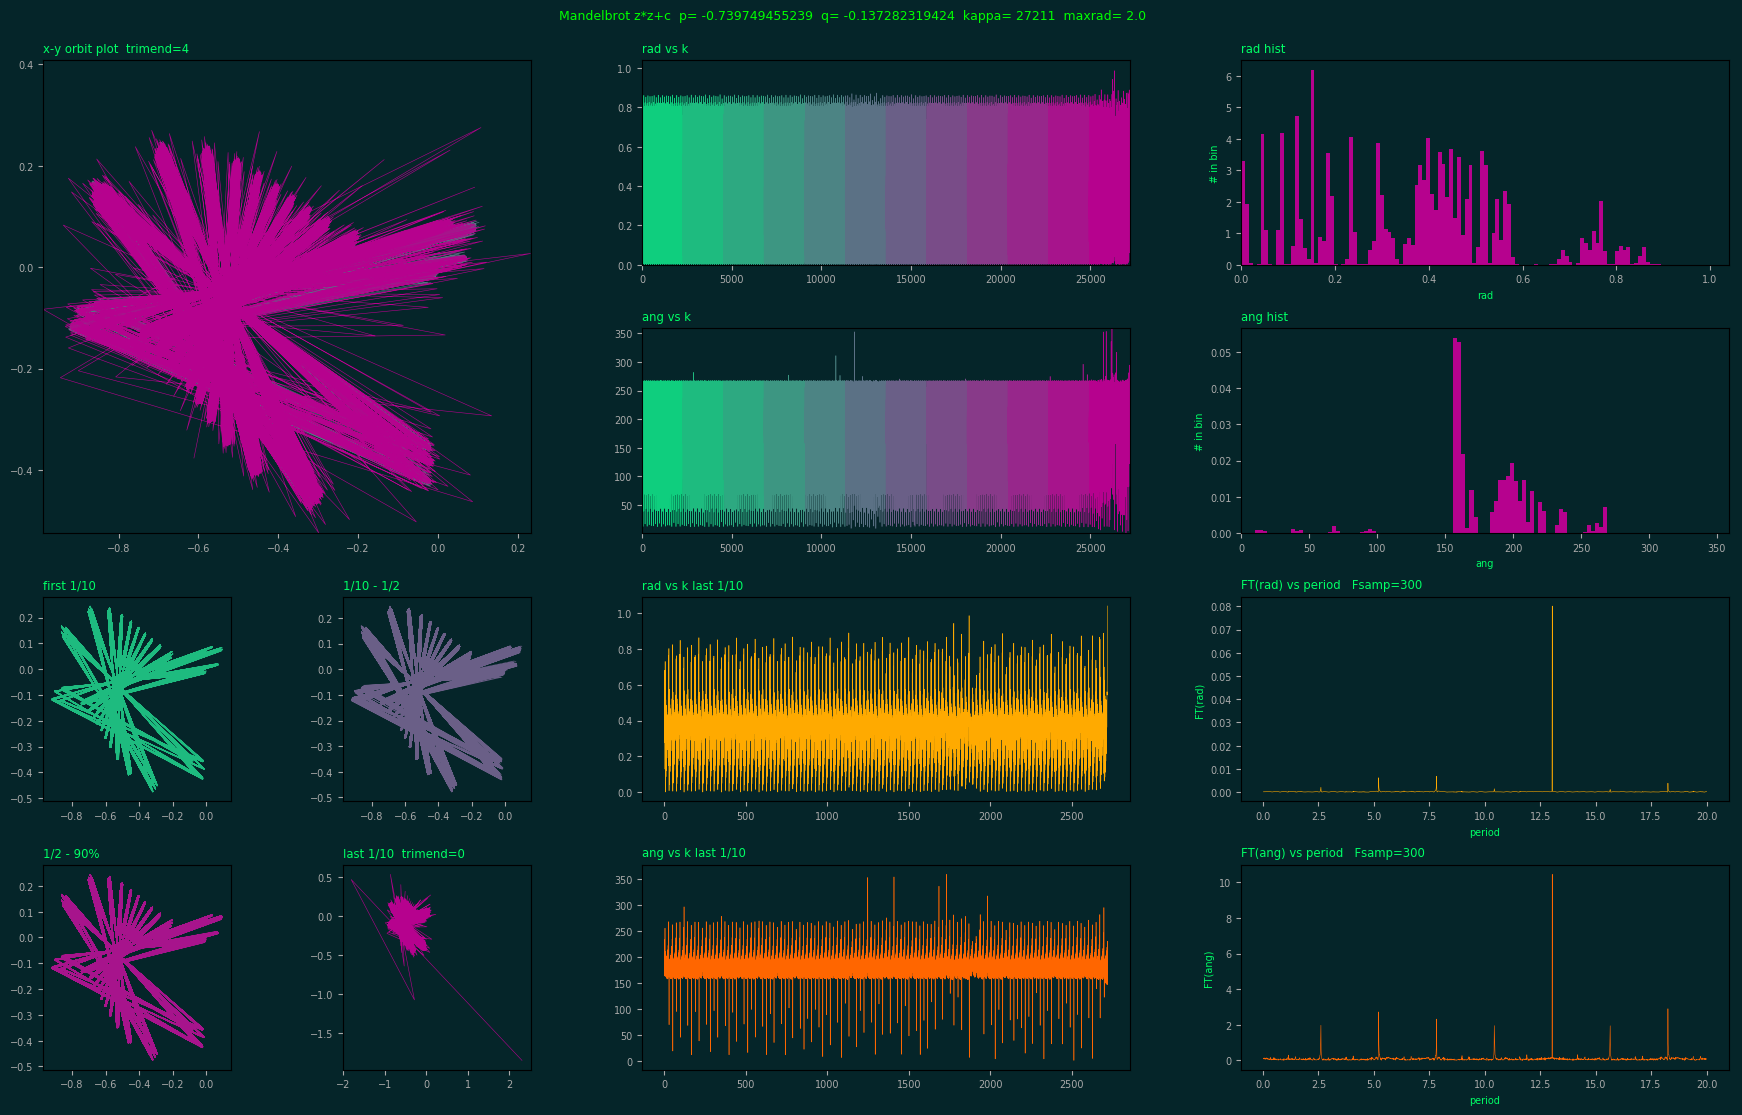 Mandelbrot z*z+c  p= -0.739749455239  q= -0.137282319424  kappa= 27211  maxrad= 2.0
x-y orbit plot  trimend=4
0.4
0.2
0.0
−0.2
−0.4
−0.8 −0.6 −0.4 −0.2 0.0 0.2
rad vs k
1.0
0.8
0.6
0.4
0.2
0.0
0 5000 10000 15000 20000 25000
rad hist
# in bin
6
5
4
3
2
1
0
0.0 0.2 0.4 0.6 0.8 1.0
rad
ang vs k
350
300
250
200
150
100
50
0 5000 10000 15000 20000 25000
ang hist
# in bin
0.05
0.04
0.03
0.02
0.01
0.00
0 50 100 150 200 250 300 350
ang
first 1/10
0.2
0.1
0.0
−0.1
−0.2
−0.3
−0.4
−0.5
−0.8 −0.6 −0.4 −0.2 0.0
1/10 - 1/2
0.2
0.1
0.0
−0.1
−0.2
−0.3
−0.4
−0.5
−0.8 −0.6 −0.4 −0.2 0.0
rad vs k last 1/10
1.0
0.8
0.6
0.4
0.2
0.0
0 500 1000 1500 2000 2500
FT(rad) vs period   Fsamp=300
FT(rad)
0.08
0.07
0.06
0.05
0.04
0.03
0.02
0.01
0.00
0.0 2.5 5.0 7.5 10.0 12.5 15.0 17.5 20.0
period
1/2 - 90%
0.2
0.1
0.0
−0.1
−0.2
−0.3
−0.4
−0.5
−0.8 −0.6 −0.4 −0.2 0.0
last 1/10  trimend=0
0.5
0.0
−0.5
−1.0
−1.5
−2 −1 0 1 2
ang vs k last 1/10
350
300
250
200
150
100
50
0
0 500 1000 1500 2000 2500
FT(ang) vs period   Fsamp=300
FT(ang)
10
8
6
4
2
0
0.0 2.5 5.0 7.5 10.0 12.5 15.0 17.5 20.0
period